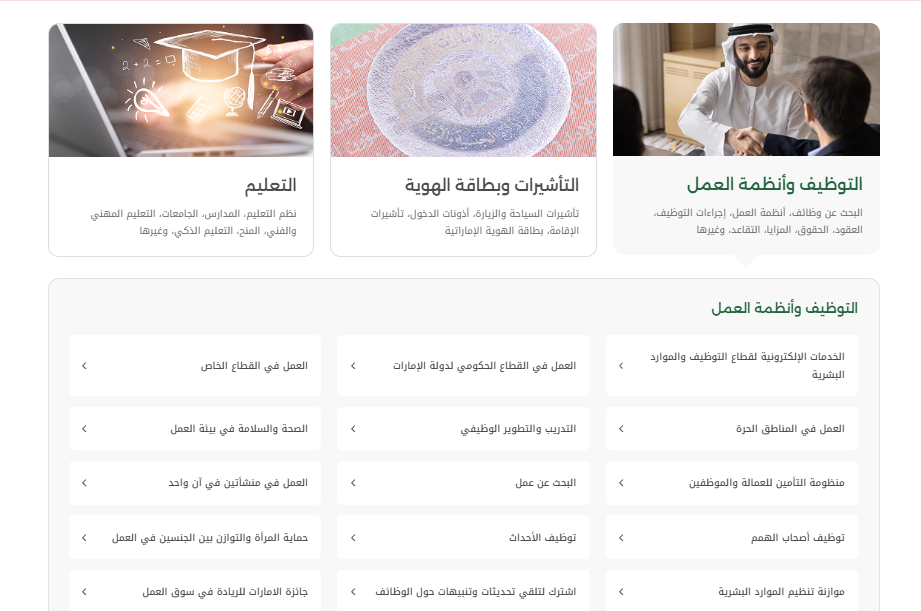 التوظيف وأنظمة العمل
البحث عن وظائف، أنظمة العمل، إجراءات التوظيف،
العقود، الحقوق، المزايا، التقاعد، وغيرها
التأشيرات وبطاقة الهوية
تأشيرات السياحة والزيارة، أذونات الدخول، تأشيرات
الإقامة، بطاقة الهوية الإماراتية
التعليم
نظم التعليم، المدارس، الجامعات، التعليم المهني
والفني، المنح، التعليم الذكي، وغيرها
التوظيف وأنظمة العمل
الخدمات الإلكترونية لقطاع التوظيف والموارد
البشرية
العمل في القطاع الحكومي لدولة الإمارات
العمل في القطاع الخاص
العمل في المناطق الحرة
التدريب والتطوير الوظيفي
الصحة والسلامة في بيئة العمل
منظومة التأمين للعمالة والموظفين
البحث عن عمل
العمل في منشأتين في آن واحد
توظيف أصحاب الهمم
توظيف الأحداث
حماية المرأة والتوازن بين الجنسين في العمل
موازنة تنظيم الموارد البشرية
اشترك لتلقي تحديثات وتنبيهات حول الوظائف
جائزة الامارات للريادة في سوق العمل